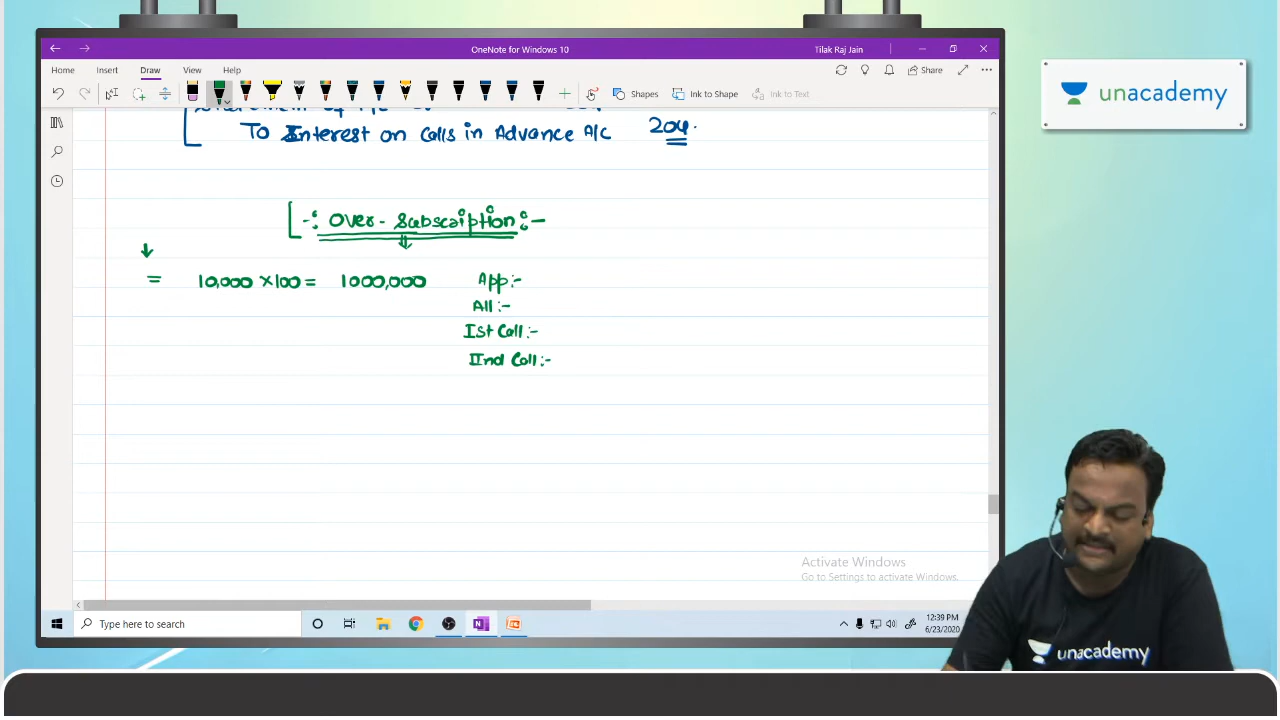 OneNote for Windows 10
Tilak Raj Jain
Home Insert Draw View Help
Share
Shapes
Ink to Shape
Ink to Text
To Interest on Calls in Advance A/c 204.
-: Over-Subscription :-
= 10,000 × 100 = 1000,000 App:-
All :-
Ist Call :-
IInd Call :-
Activate Windows
Go to Settings to activate Windows.
Type here to search
12:39 PM
6/23/2020
unacademy
unacademy